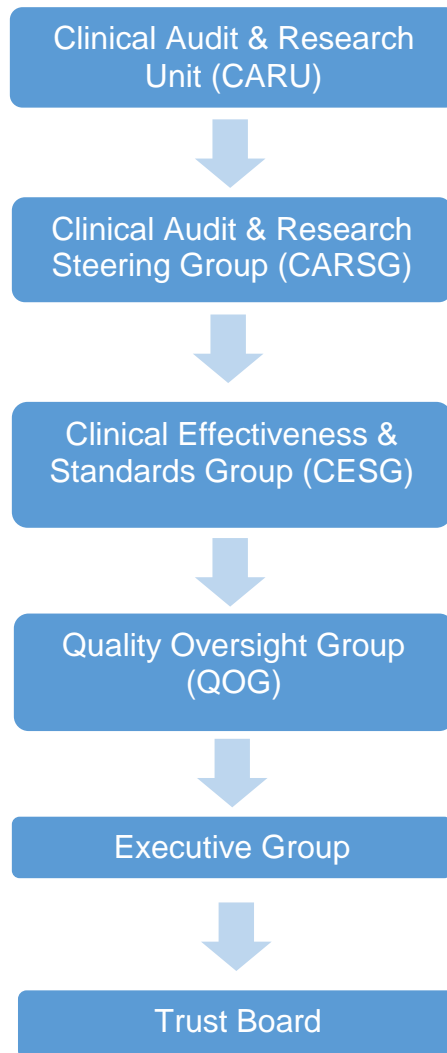 Clinical Audit & Research
Unit (CARU)
Clinical Audit & Research
Steering Group (CARSG)
Clinical Effectiveness &
Standards Group (CESG)
Quality Oversight Group
(QOG)
Executive Group
Trust Board